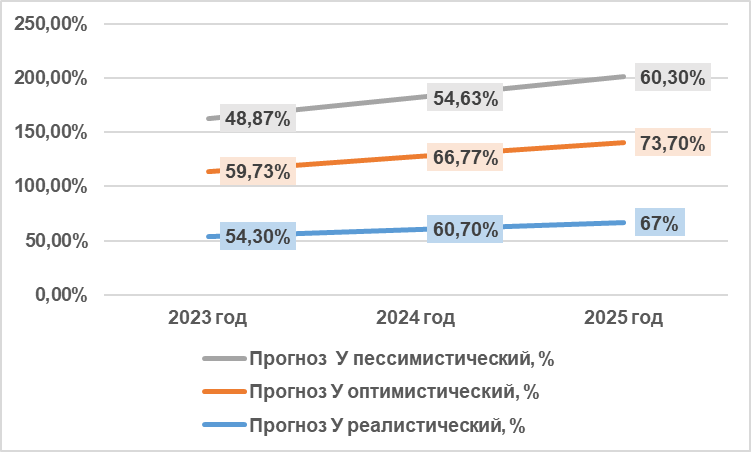 250,00%
200,00%
150,00%
100,00%
50,00%
0,00%
48,87%
54,63%
60,30%
59,73%
66,77%
73,70%
54,30%
60,70%
67%
2023 год
2024 год
2025 год
Прогноз У пессимистический, %
Прогноз У оптимистический, %
Прогноз У реалистический, %